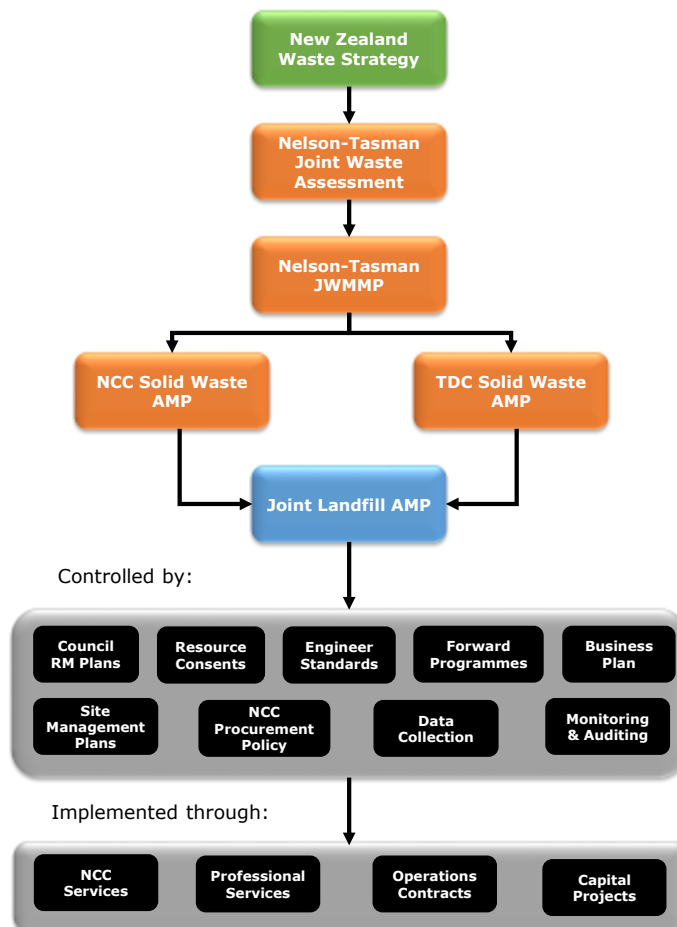 New Zealand
Waste Strategy
Nelson-Tasman
Joint Waste
Assessment
Nelson-Tasman
JWMMP
NCC Solid Waste
AMP
TDC Solid Waste
AMP
Joint Landfill AMP
Controlled by:
Council
RM Plans
Resource
Consents
Engineer
Standards
Forward
Programmes
Business
Plan
Site
Management
Plans
NCC
Procurement
Policy
Data
Collection
Monitoring
& Auditing
Implemented through:
NCC
Services
Professional
Services
Operations
Contracts
Capital
Projects